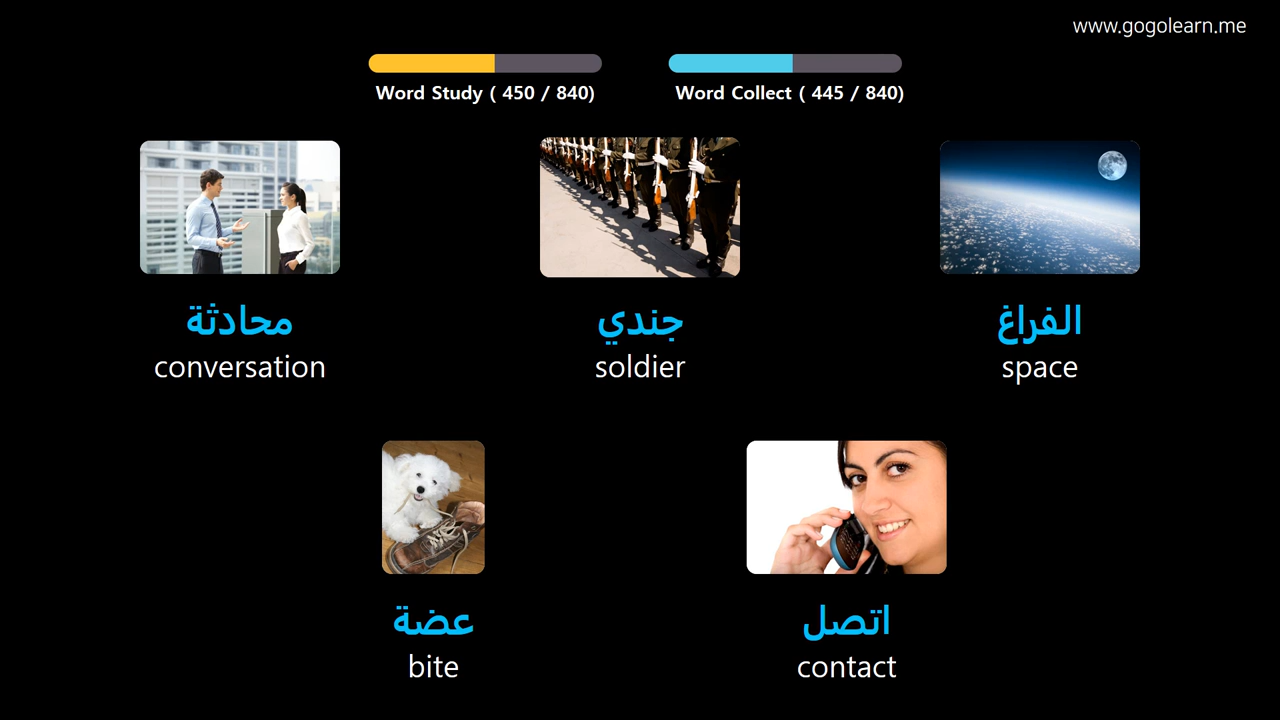 www.gogolearn.me
Word Study ( 450 / 840)
Word Collect ( 445 / 840)
محادثة
conversation
جندي
soldier
الفراغ
space
عضة
bite
اتصل
contact